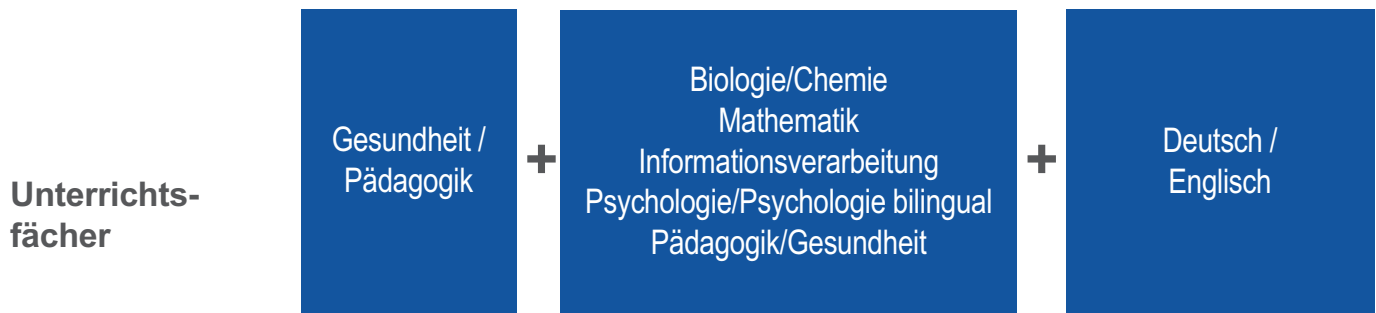 Unterrichts-
fächer
Gesundheit /
Pädagogik
+
Biologie/Chemie
Mathematik
Informationsverarbeitung
Psychologie/Psychologie bilingual
Pädagogik/Gesundheit
+
Deutsch /
Englisch